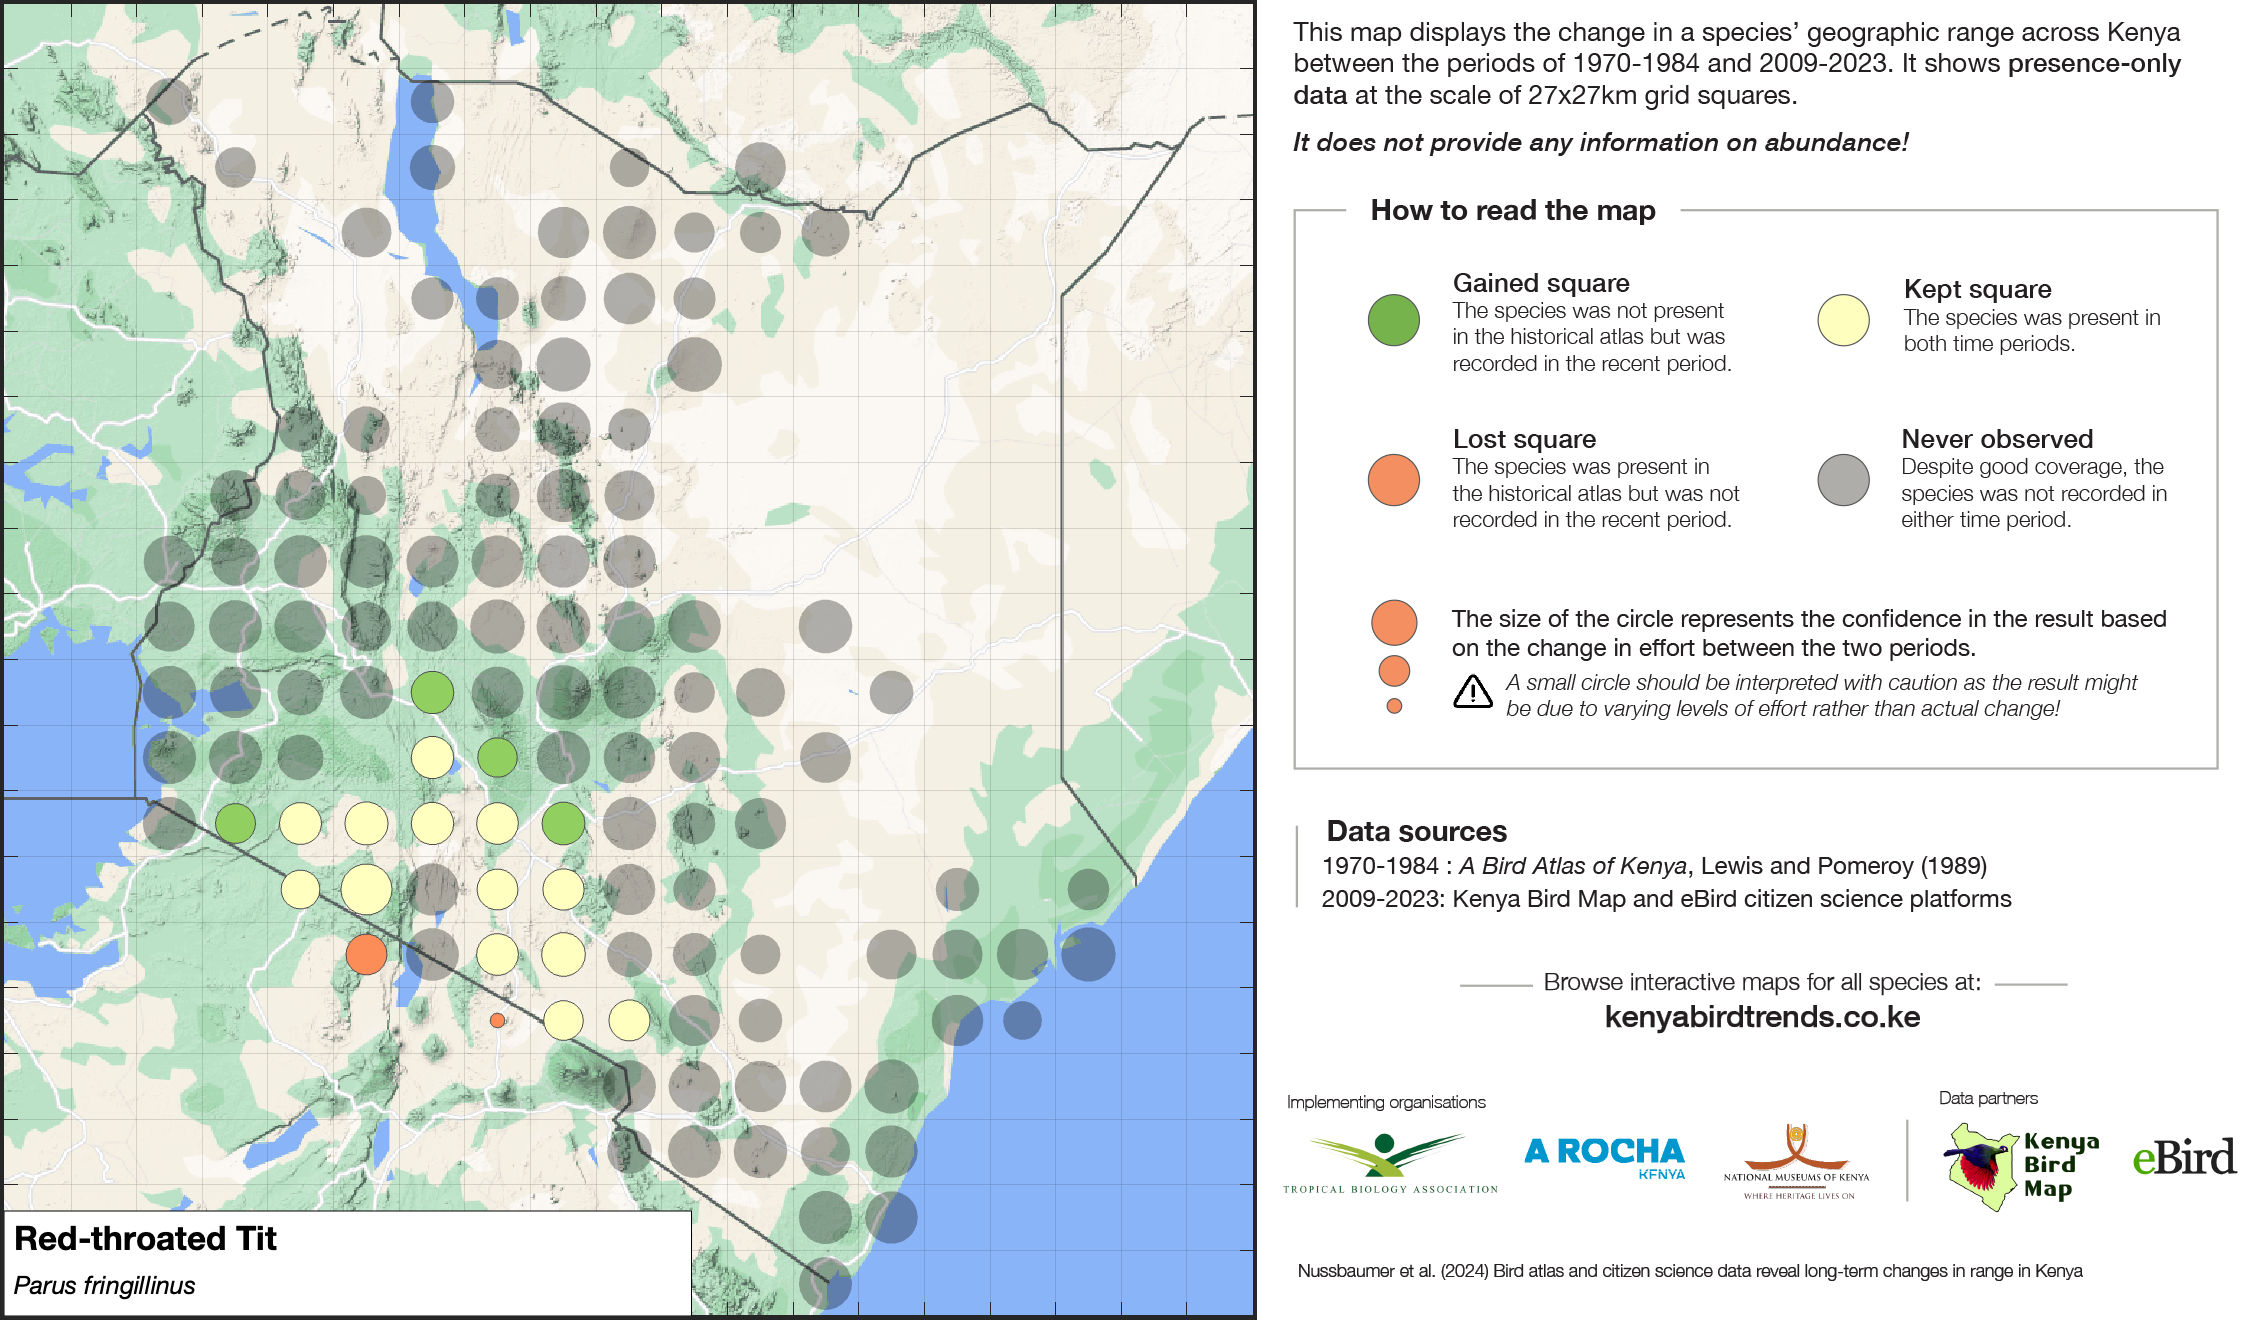 This map displays the change in a species' geographic range across Kenya
between the periods of 1970-1984 and 2009-2023. It shows presence-only
data at the scale of 27x27km grid squares.
It does not provide any information on abundance!
How to read the map
Gained square
The species was not present
in the historical atlas but was
recorded in the recent period.
Kept square
The species was present in
both time periods.
Lost square
The species was present in
the historical atlas but was not
recorded in the recent period.
Never observed
Despite good coverage, the
species was not recorded in
either time period.
The size of the circle represents the confidence in the result based
on the change in effort between the two periods.
A small circle should be interpreted with caution as the result might
be due to varying levels of effort rather than actual change!
Data sources
1970-1984 : A Bird Atlas of Kenya, Lewis and Pomeroy (1989)
2009-2023: Kenya Bird Map and eBird citizen science platforms
Browse interactive maps for all species at:
kenyabirdtrends.co.ke
Implementing organisations
Data partners
TROPICAL BIOLOGY ASSOCIATION
A ROCHA
KENYA
NATIONAL MUSEUMS OF KENYA
WHERE HERITAGE LIVES ON
Kenya
Bird
Map
eBird
Red-throated Tit
Parus fringillinus
Nussbaumer et al. (2024) Bird atlas and citizen science data reveal long-term changes in range in Kenya